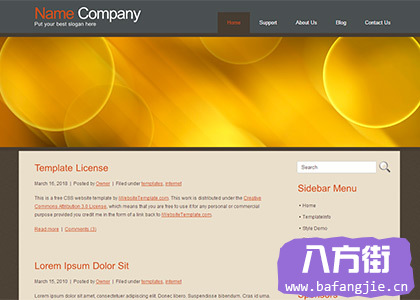 Name Company
Put your best slogan here
Home Support About Us Blog Contact Us
Template License
March 16, 2010 | Posted by Owner | Filed under templates, internet
This is a free CSS website template by iWebsiteTemplate.com. This work is distributed under the Creative
Commons Attribution 3.0 License, which means that you are free to use it for any personal or commercial
purpose provided you credit me in the form of a link back to iWebsiteTemplate.com.
Read more | Comments (3)
Lorem Ipsum Dolor Sit
March 15, 2010 | Posted by Owner | Filed under templates, internet
Lorem ipsum dolor sit amet, consectetuer adipiscing elit. Donec libero. Suspendisse bibendum. Cras id urna.
Search
Sidebar Menu
• Home
• TemplateInfo
• Style Demo
Sponsors
八方街
www.bafangjie.cn